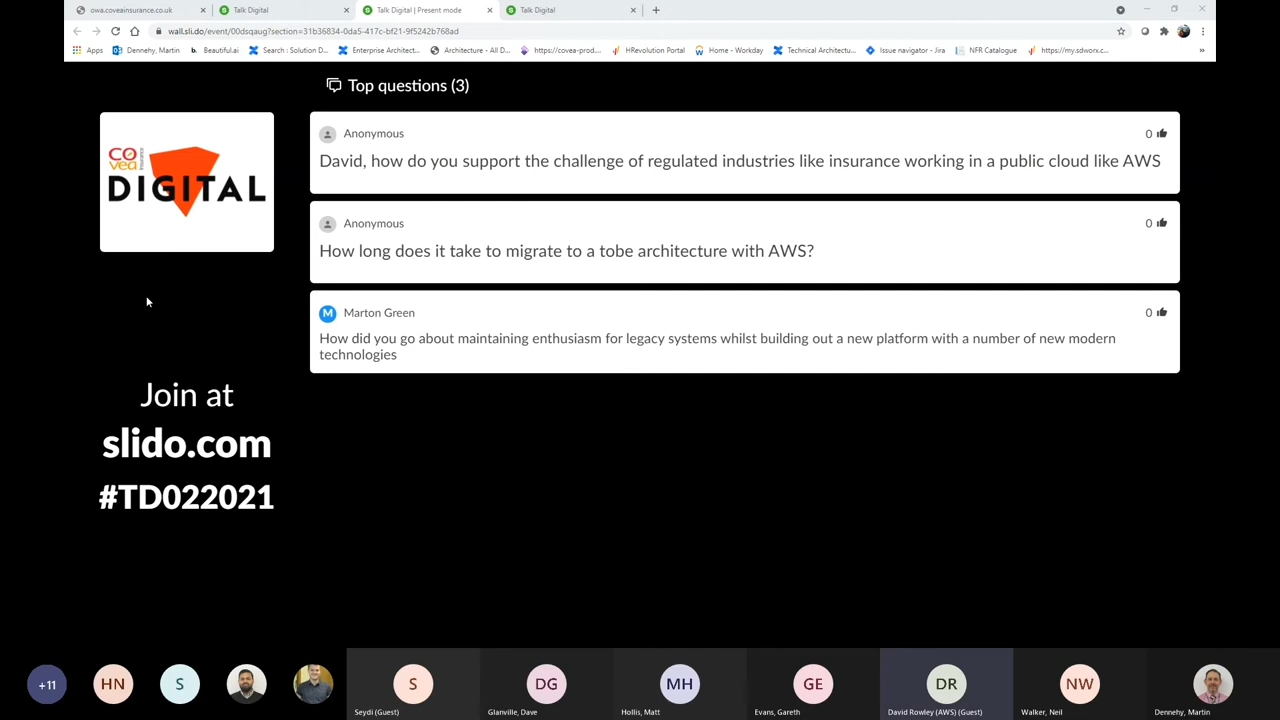 owa.coveainsurance.co.uk
Talk Digital
Talk Digital | Present mode
Talk Digital
wall.sli.do/event/00dsqaug?section=31b36834-0da5-417c-bf21-9f5242b768ad
Apps
Dennehy, Martin
Beautiful.ai
Search : Solution D...
Enterprise Architect...
Architecture - All D...
https://covea-prod....
HRevolution Portal
Home - Workday
Technical Architectu...
Issue navigator - Jira
NFR Catalogue
https://my.sdworx.c...
»
Top questions (3)
covea
insurance
DIGITAL
Anonymous
0
David, how do you support the challenge of regulated industries like insurance working in a public cloud like AWS
Anonymous
0
How long does it take to migrate to a tobe architecture with AWS?
M
Marton Green
0
How did you go about maintaining enthusiasm for legacy systems whilst building out a new platform with a number of new modern
technologies
Join at
slido.com
#TD022021
+11
HN
S
S
Seydi (Guest)
DG
Glanville, Dave
MH
Hollis, Matt
GE
Evans, Gareth
DR
David Rowley (AWS) (Guest)
NW
Walker, Neil
Dennehy, Martin